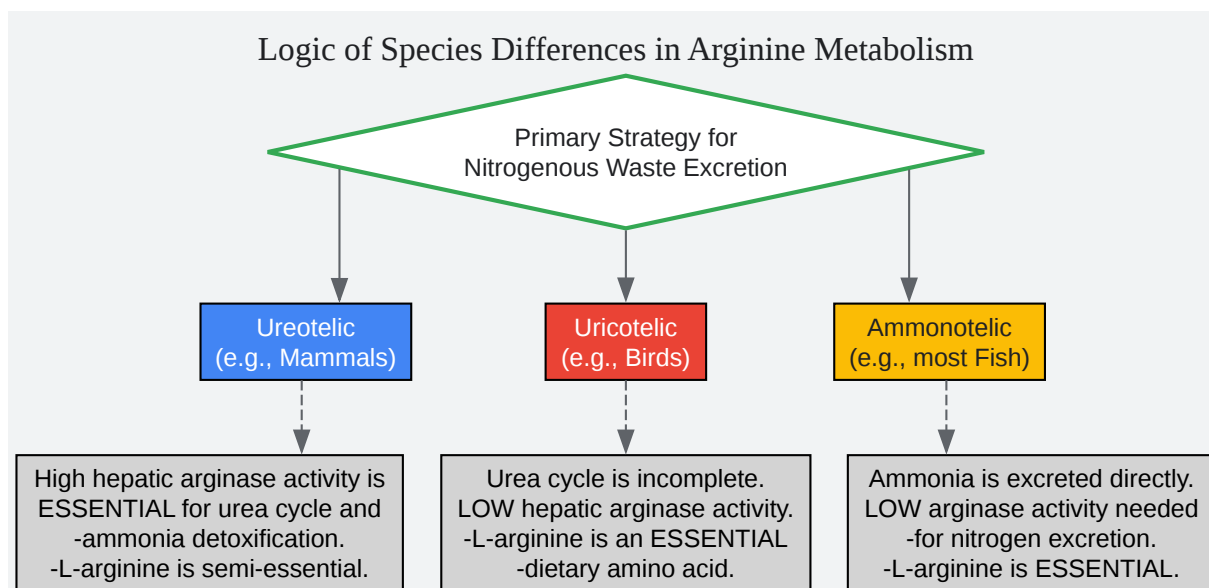 Logic of Species Differences in Arginine Metabolism
Primary Strategy for
Nitrogenous Waste Excretion
Ureotelic
(e.g., Mammals)
Uricotelic
(e.g., Birds)
Ammonotelic
(e.g., most Fish)
High hepatic arginase activity is
ESSENTIAL for urea cycle and
-ammonia detoxification.
-L-arginine is semi-essential.
Urea cycle is incomplete.
LOW hepatic arginase activity.
-L-arginine is an ESSENTIAL
-dietary amino acid.
Ammonia is excreted directly.
LOW arginase activity needed
-for nitrogen excretion.
-L-arginine is ESSENTIAL.